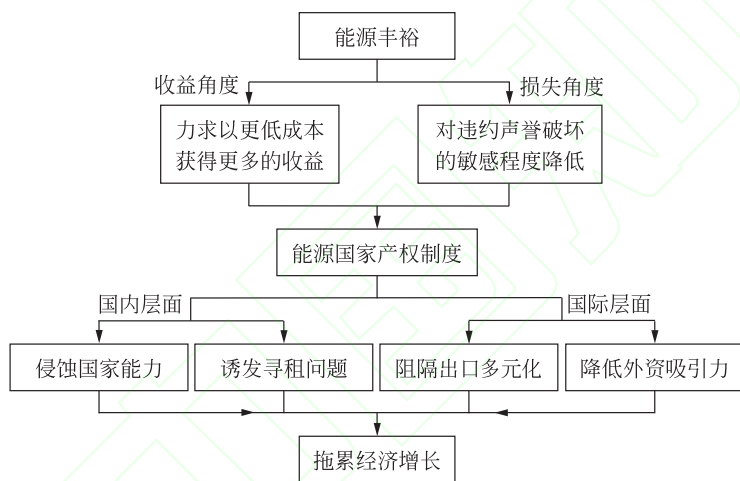 能源丰裕
收益角度
损失角度
力求以更低成本
获得更多的收益
对违约声誉破坏
的敏感程度降低
能源国家产权制度
国内层面
国际层面
侵蚀国家能力
诱发寻租问题
阻隔出口多元化
降低外资吸引力
拖累经济增长